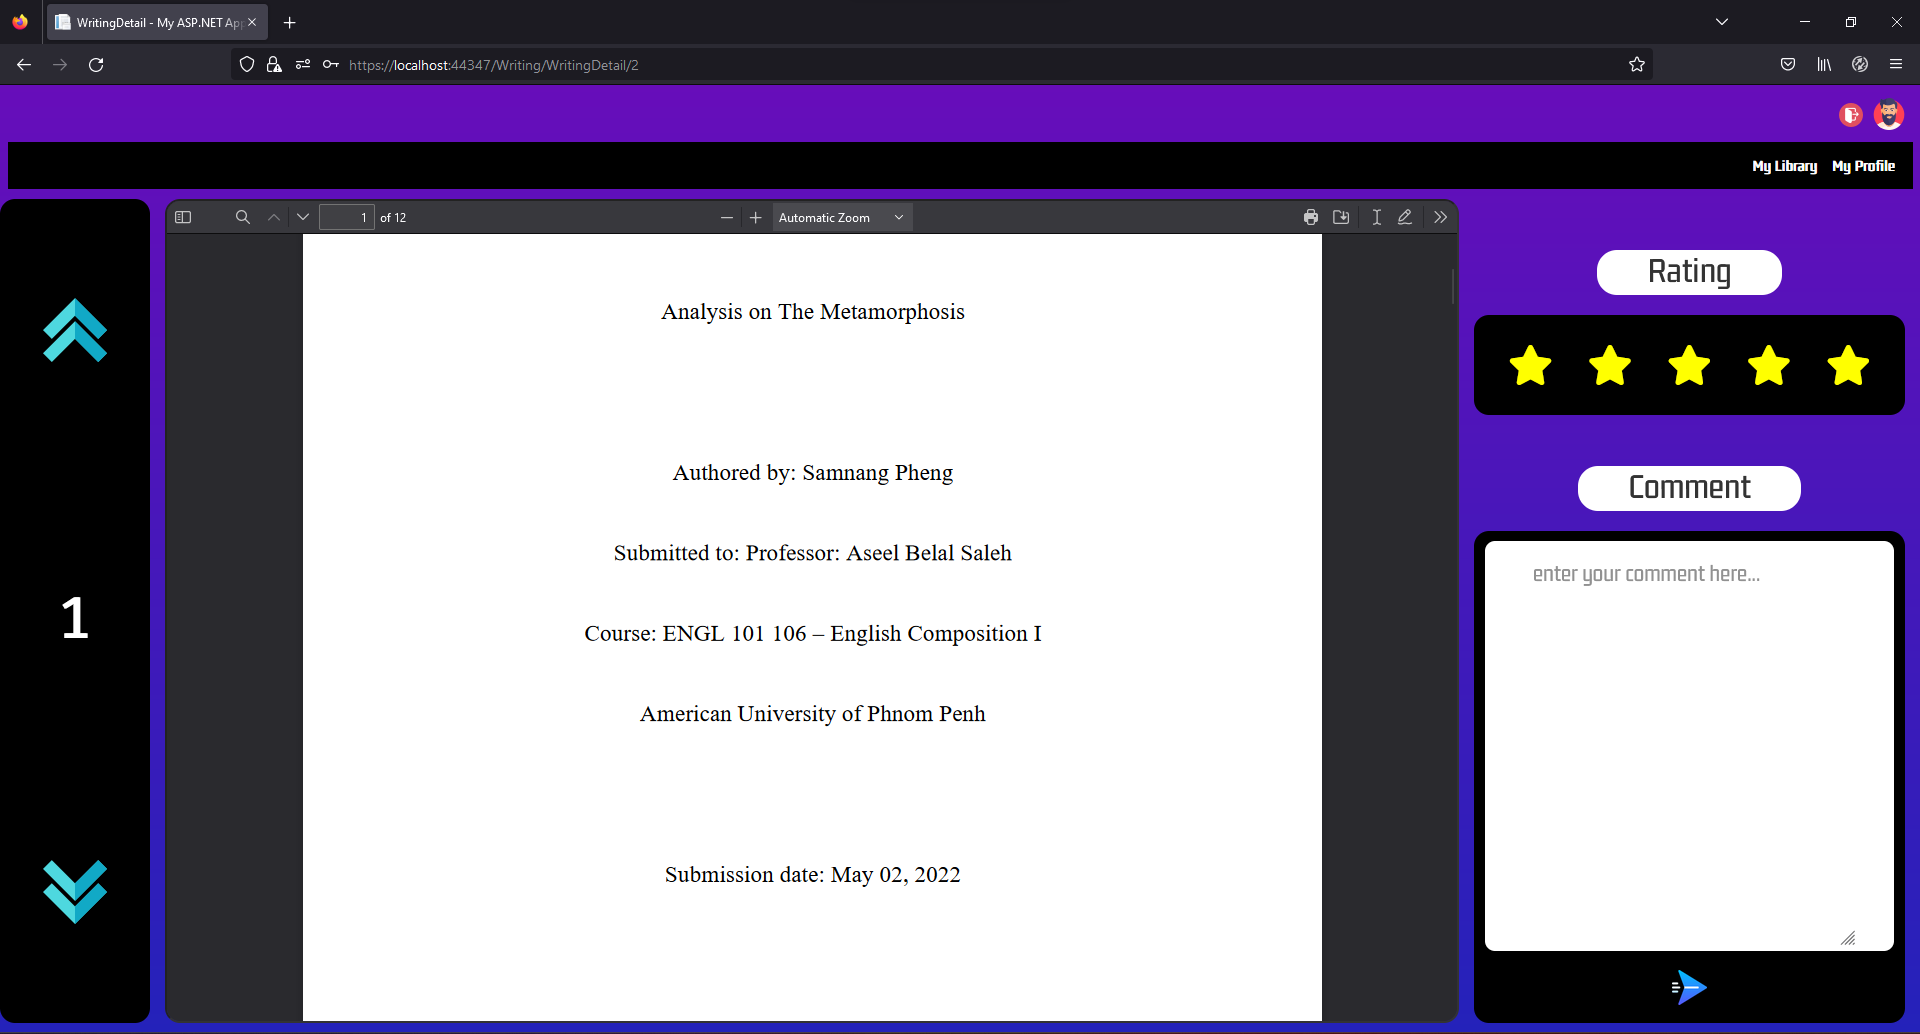 WritingDetail - My ASP.NET App
https://localhost:44347/Writing/WritingDetail/2
My Library My Profile
1 of 12
Automatic Zoom
Analysis on The Metamorphosis
Authored by: Samnang Pheng
Submitted to: Professor: Aseel Belal Saleh
Course: ENGL 101 106 – English Composition I
American University of Phnom Penh
Submission date: May 02, 2022
1
Rating
Comment
enter your comment here...